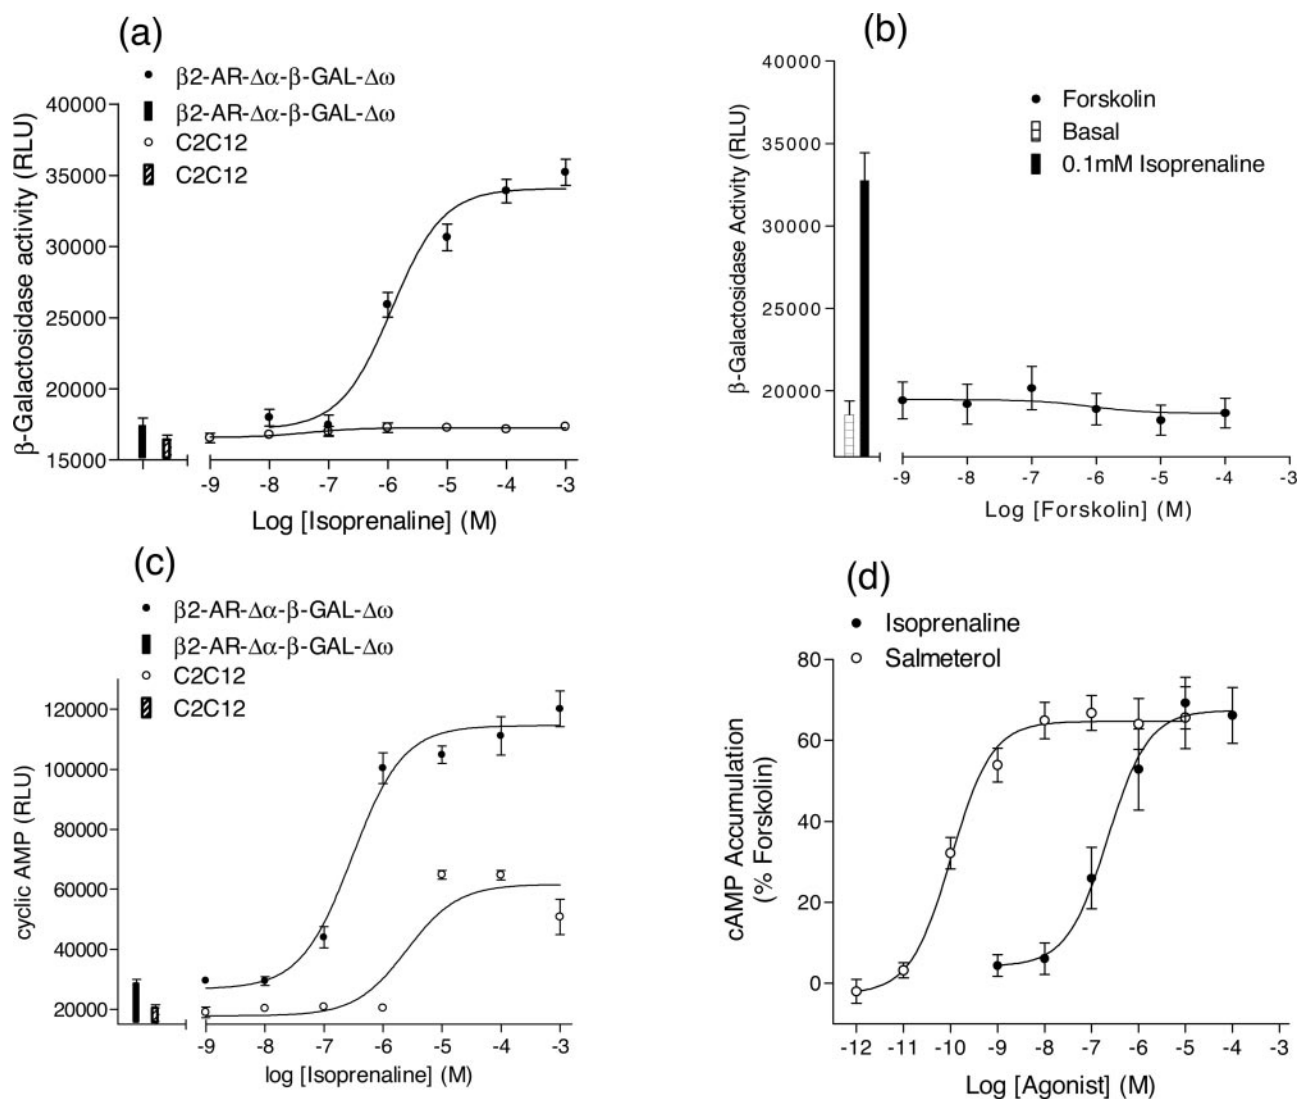 (a)
β2-AR-Δα-β-GAL-Δω
β2-AR-Δα-β-GAL-Δω
C2C12
C2C12
β-Galactosidase activity (RLU)
40000
35000
30000
25000
20000
15000
-9 -8 -7 -6 -5 -4 -3
Log [Isoprenaline] (M)
(b)
Forskolin
Basal
0.1mM Isoprenaline
β-Galactosidase Activity (RLU)
40000
35000
30000
25000
20000
-9 -8 -7 -6 -5 -4 -3
Log [Forskolin] (M)
(c)
β2-AR-Δα-β-GAL-Δω
β2-AR-Δα-β-GAL-Δω
C2C12
C2C12
cyclic AMP (RLU)
120000
100000
80000
60000
40000
20000
-9 -8 -7 -6 -5 -4 -3
log [Isoprenaline] (M)
(d)
Isoprenaline
Salmeterol
cAMP Accumulation
(% Forskolin)
80
60
40
20
0
-12 -11 -10 -9 -8 -7 -6 -5 -4 -3
Log [Agonist] (M)